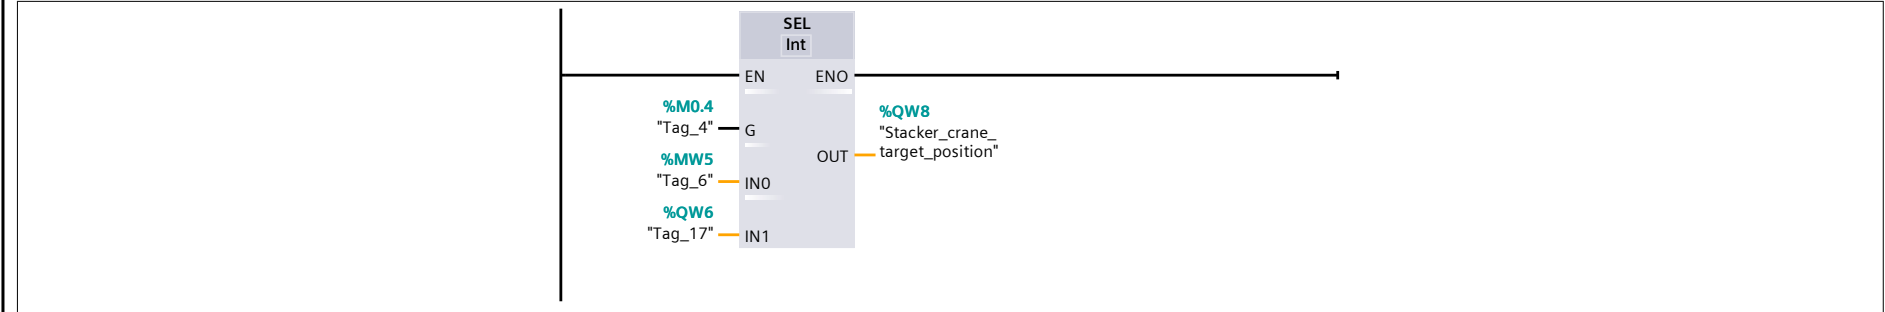 SEL
Int
EN
ENO
%M0.4
"Tag_4"
G
%MW5
"Tag_6"
IN0
%QW6
"Tag_17"
IN1
OUT
%QW8
"Stacker_crane_
target_position"